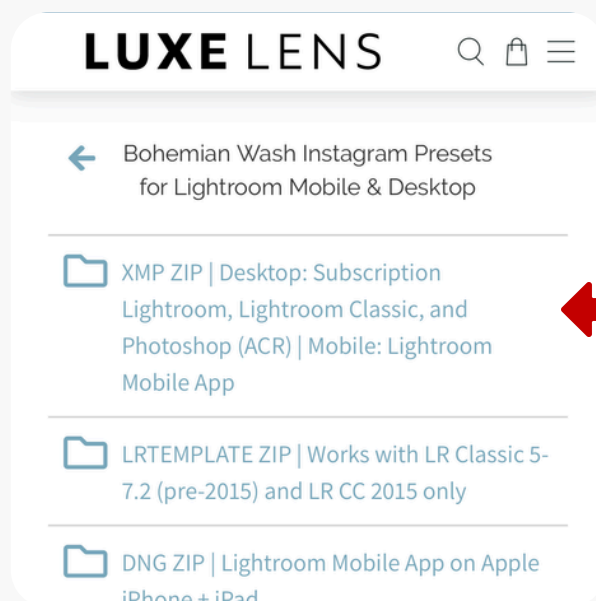 LUXE LENS
Bohemian Wash Instagram Presets
for Lightroom Mobile & Desktop
XMP ZIP | Desktop: Subscription
Lightroom, Lightroom Classic, and
Photoshop (ACR) | Mobile: Lightroom
Mobile App
LRTEMPLATE ZIP | Works with LR Classic 5-
7.2 (pre-2015) and LR CC 2015 only
DNG ZIP | Lightroom Mobile App on Apple
iPhone + iPad